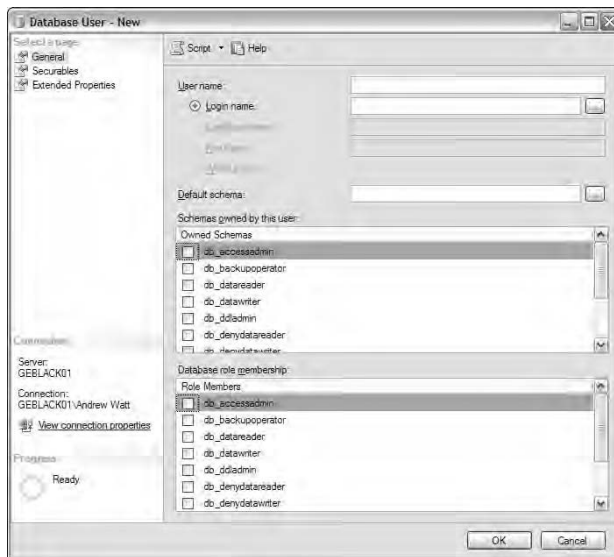 Database User - New
Select a page
General
Securables
Extended Properties
Script
Help
User name:
Login name:
Default schema:
Schemas owned by this user:
Owned Schemas
db_accessadmin
db_backupoperator
db_datareader
db_datawriter
db_ddladmin
db_denydatareader
db_denydatawriter
Database role membership:
Role Members
db_accessadmin
db_backupoperator
db_datareader
db_datawriter
db_ddladmin
db_denydatareader
db_denydatawriter
Connection
Server:
GEBLACK01
Connection:
GEBLACK01\Andrew Watt
View connection properties
Progress
Ready
OK
Cancel